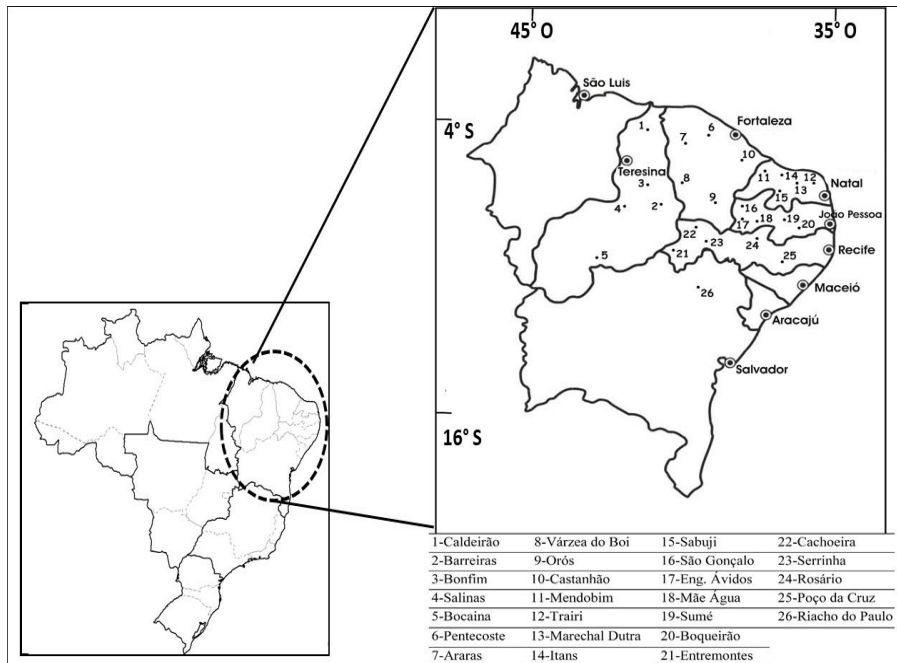 45° O 35° O
São Luis
4° S
1 7 6 Fortaleza
10
Teresina
11 14 12
3 8 13
15 Natal
4 2 9 16
17 18 19 20 João Pessoa
22 23 24
21 Recife
5 25
26 Maceió
Aracajú
Salvador
16° S
1-Caldeirão 8-Várzea do Boi 15-Sabuji 22-Cachoeira
2-Barreiras 9-Orós 16-São Gonçalo 23-Serrinha
3-Bonfim 10-Castanhão 17-Eng. Ávidos 24-Rosário
4-Salinas 11-Mendobim 18-Mãe Água 25-Poço da Cruz
5-Bocaina 12-Trairi 19-Sumé 26-Riacho do Paulo
6-Pentecoste 13-Marechal Dutra 20-Boqueirão
7-Araras 14-Itans 21-Entremontes